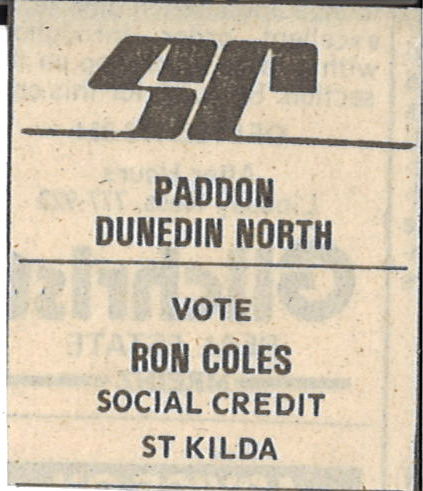 SC
PADDON
DUNEDIN NORTH
VOTE
RON COLES
SOCIAL CREDIT
ST KILDA